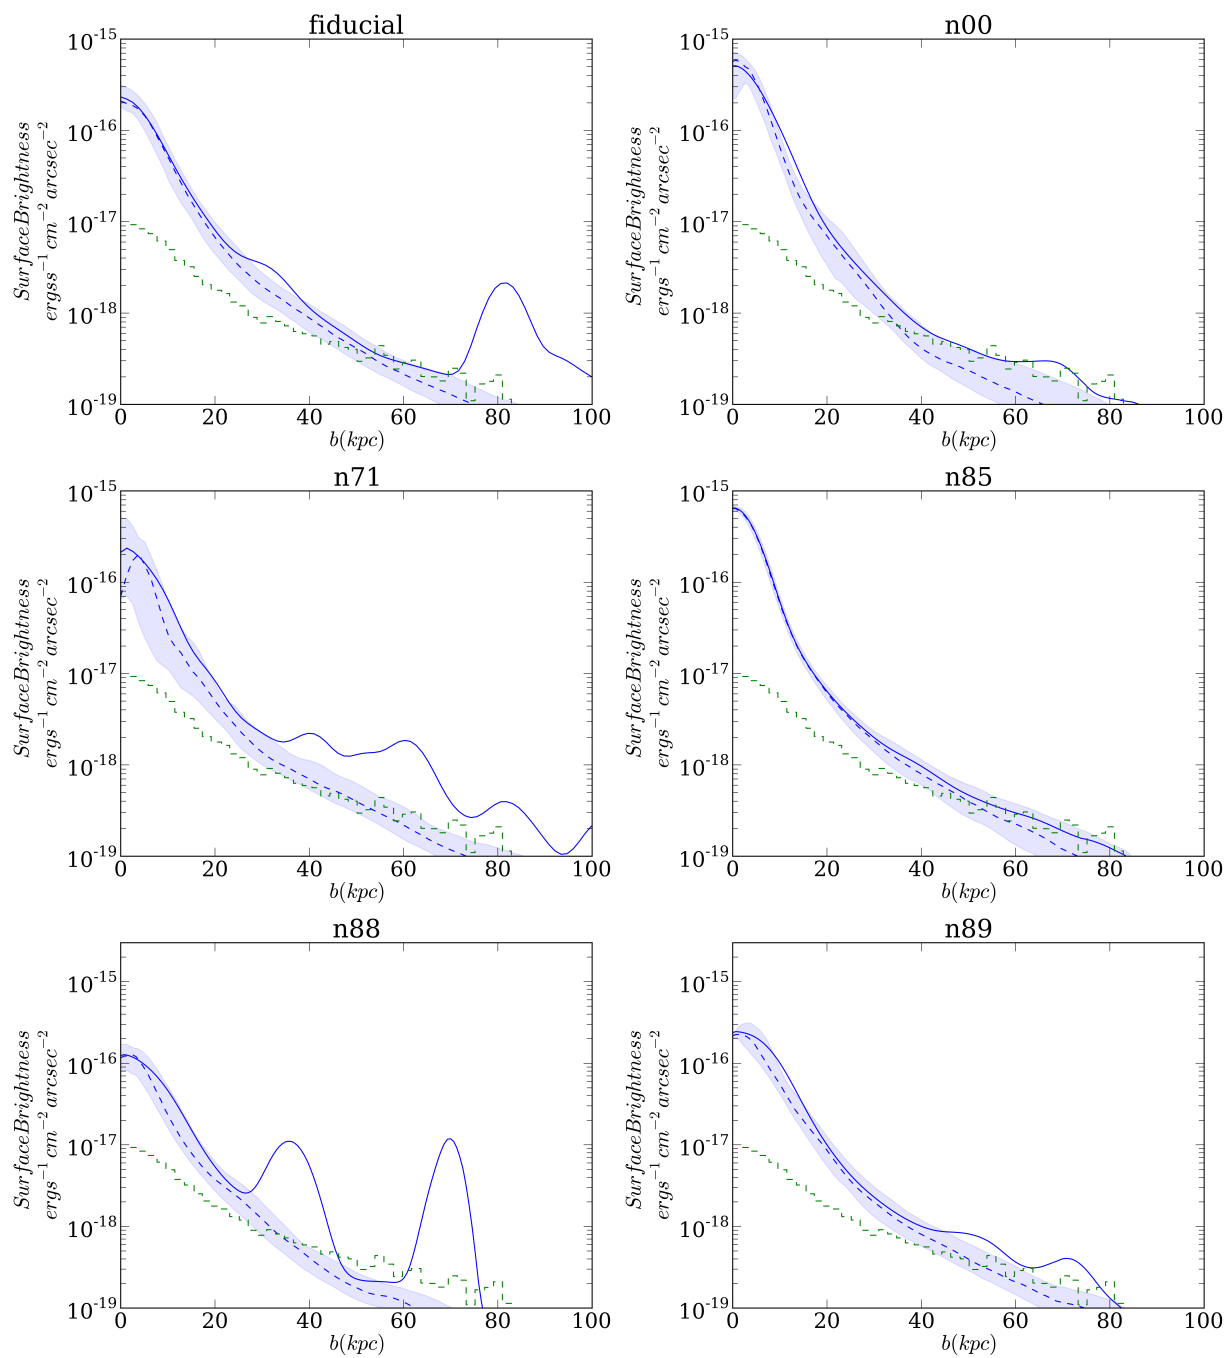 fiducial
SurfaceBrightness
ergss⁻¹ cm⁻² arcsec⁻²
10⁻¹⁵
10⁻¹⁶
10⁻¹⁷
10⁻¹⁸
10⁻¹⁹
0 20 40 60 80 100
b(kpc)
n00
SurfaceBrightness
ergs⁻¹ cm⁻² arcsec⁻²
10⁻¹⁵
10⁻¹⁶
10⁻¹⁷
10⁻¹⁸
10⁻¹⁹
0 20 40 60 80 100
b(kpc)
n71
SurfaceBrightness
ergs⁻¹ cm⁻² arcsec⁻²
10⁻¹⁵
10⁻¹⁶
10⁻¹⁷
10⁻¹⁸
10⁻¹⁹
0 20 40 60 80 100
b(kpc)
n85
SurfaceBrightness
ergs⁻¹ cm⁻² arcsec⁻²
10⁻¹⁵
10⁻¹⁶
10⁻¹⁷
10⁻¹⁸
10⁻¹⁹
0 20 40 60 80 100
b(kpc)
n88
SurfaceBrightness
ergs⁻¹ cm⁻² arcsec⁻²
10⁻¹⁵
10⁻¹⁶
10⁻¹⁷
10⁻¹⁸
10⁻¹⁹
0 20 40 60 80 100
b(kpc)
n89
SurfaceBrightness
ergs⁻¹ cm⁻² arcsec⁻²
10⁻¹⁵
10⁻¹⁶
10⁻¹⁷
10⁻¹⁸
10⁻¹⁹
0 20 40 60 80 100
b(kpc)